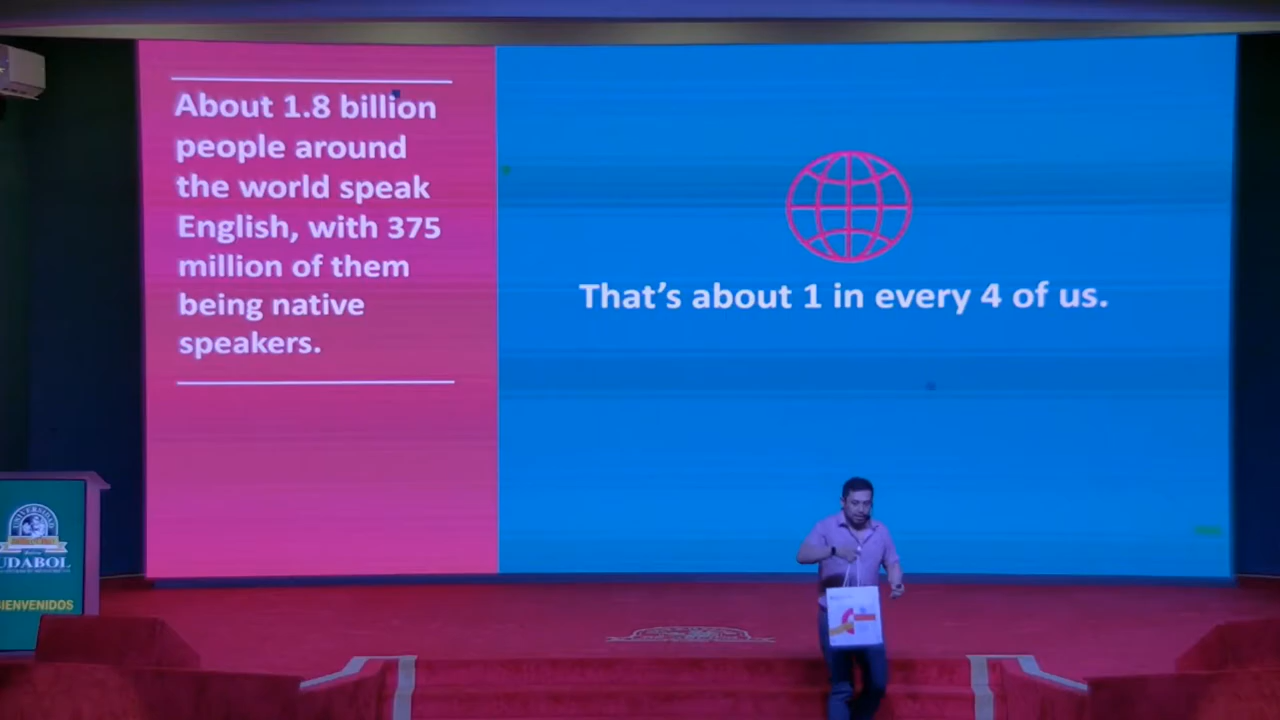 About 1.8 billion
people around
the world speak
English, with 375
million of them
being native
speakers.
That's about 1 in every 4 of us.
UNIVERSIDAD
UDABOL
BIENVENIDOS